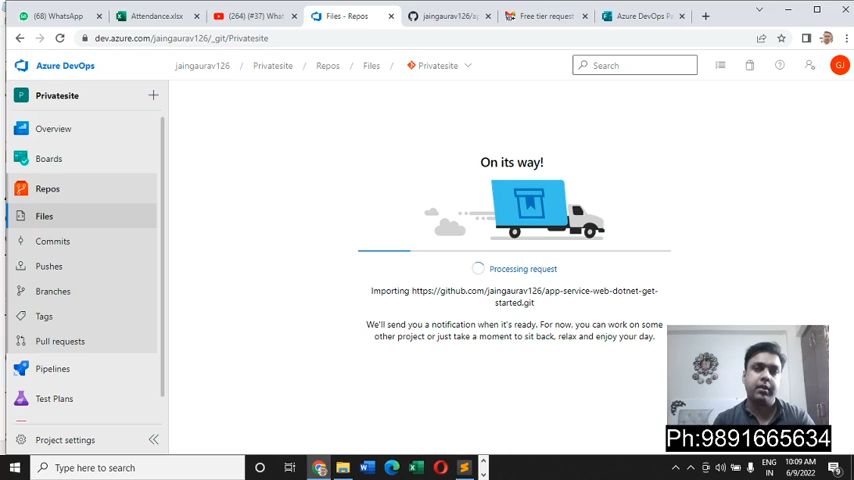 (68) WhatsApp
Attendance.xlsx
(264) (#37) What
Files - Repos
jaingaurav126/ap
Free tier request
Azure DevOps Pa
dev.azure.com/jaingaurav126/_git/Privatesite
Azure DevOps
jaingaurav126 / Privatesite / Repos / Files / Privatesite
Search
GJ
P Privatesite
Overview
Boards
Repos
Files
Commits
Pushes
Branches
Tags
Pull requests
Pipelines
Test Plans
Project settings
On its way!
Processing request
Importing https://github.com/jaingaurav126/app-service-web-dotnet-get-
started.git
We'll send you a notification when it's ready. For now, you can work on some
other project or just take a moment to sit back, relax and enjoy your day.
Ph:9891665634
Type here to search
ENG
IN
10:09 AM
6/9/2022